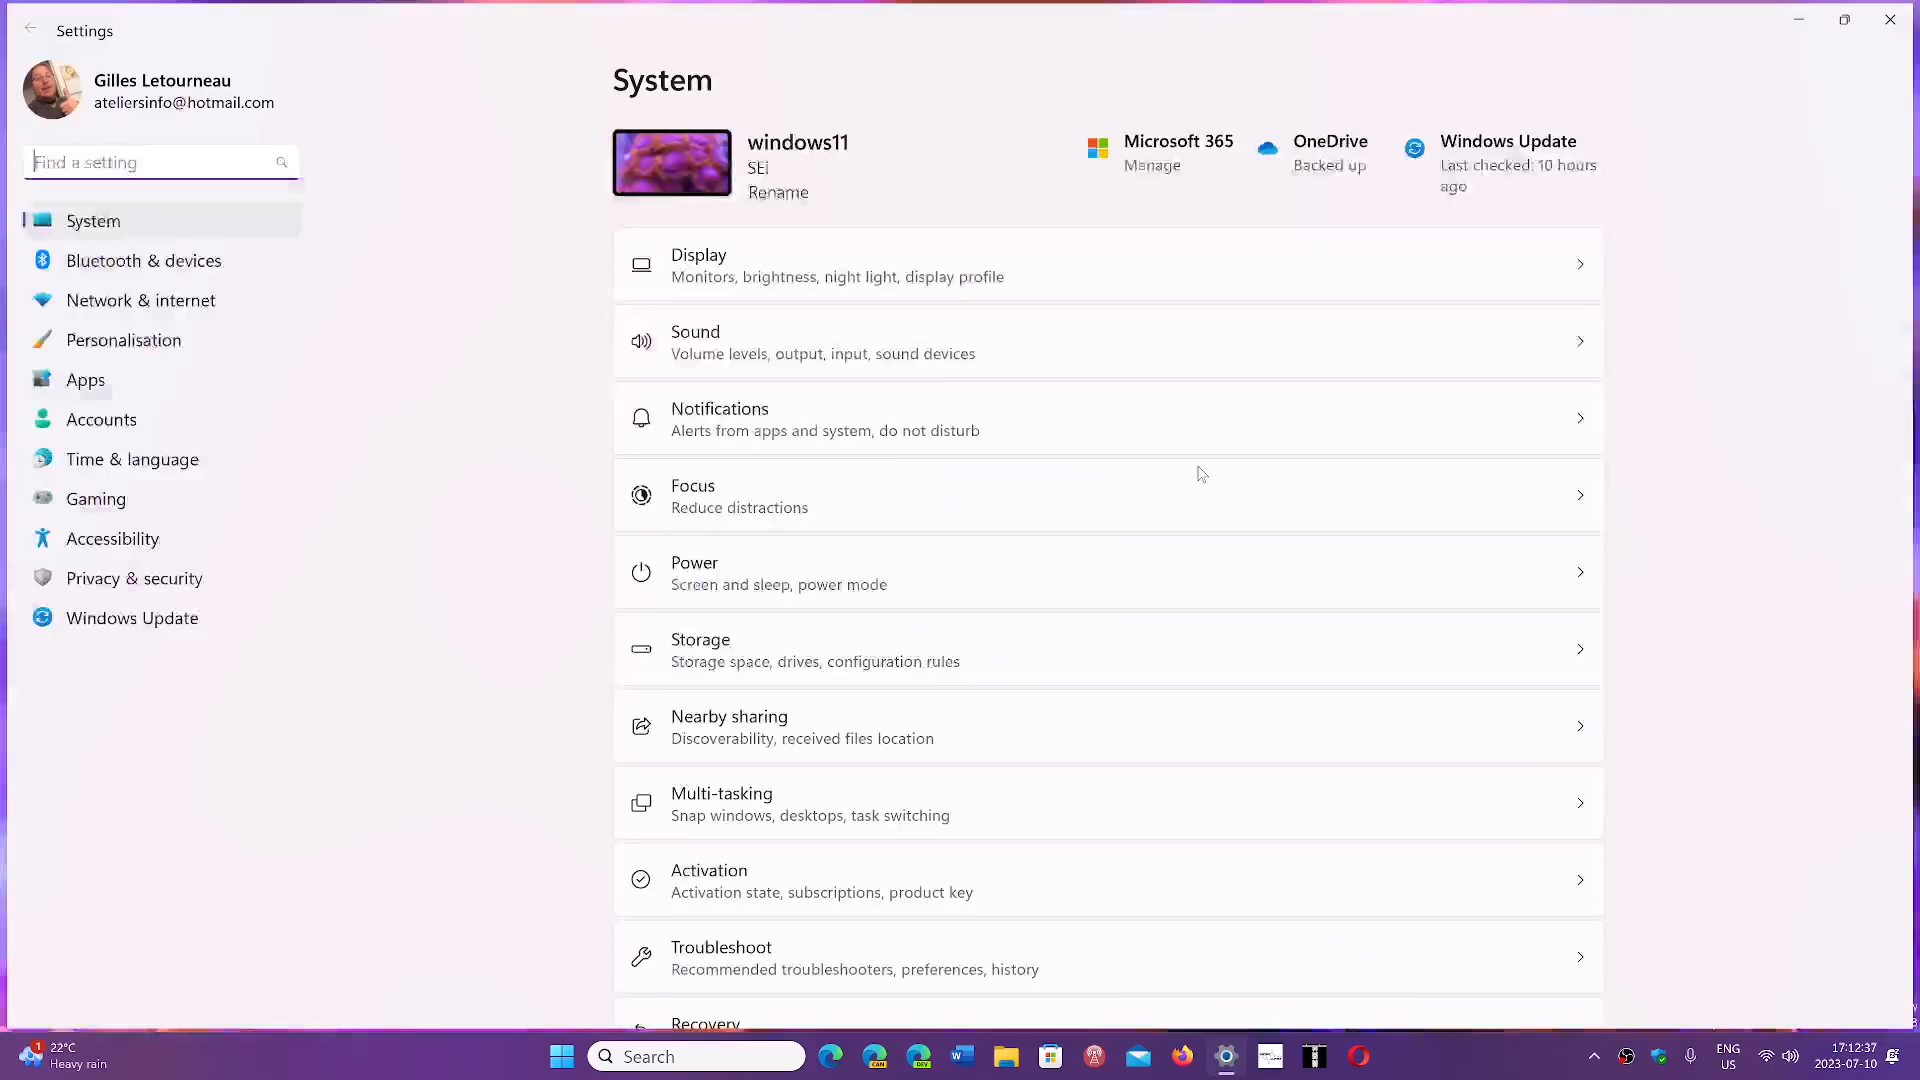 Settings
Gilles Letourneau
ateliersinfo@hotmail.com
Find a setting
System
Bluetooth & devices
Network & internet
Personalisation
Apps
Accounts
Time & language
Gaming
Accessibility
Privacy & security
Windows Update
System
windows11
SEi
Rename
Microsoft 365
Manage
OneDrive
Backed up
Windows Update
Last checked: 10 hours
ago
Display
Monitors, brightness, night light, display profile
Sound
Volume levels, output, input, sound devices
Notifications
Alerts from apps and system, do not disturb
Focus
Reduce distractions
Power
Screen and sleep, power mode
Storage
Storage space, drives, configuration rules
Nearby sharing
Discoverability, received files location
Multi-tasking
Snap windows, desktops, task switching
Activation
Activation state, subscriptions, product key
Troubleshoot
Recommended troubleshooters, preferences, history
Recovery
1
22°C
Heavy rain
Search
CAN
DEV
ENG
US
17:12:37
2023-07-10